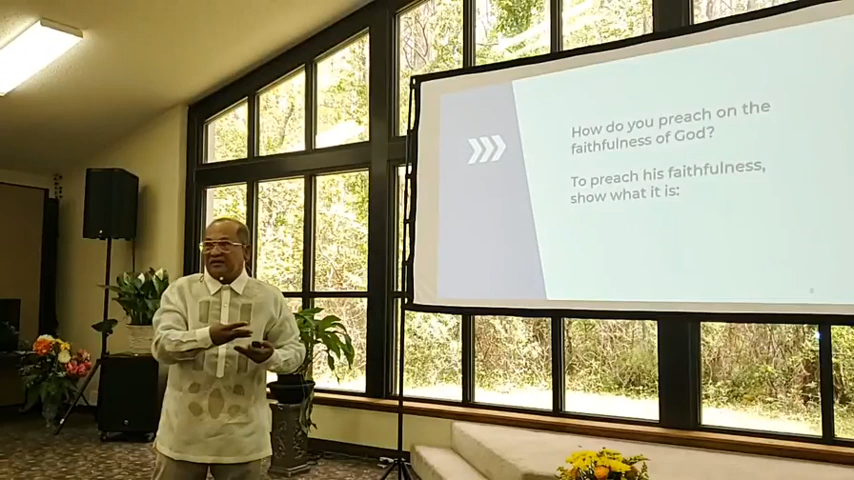 How do you preach on the
faithfulness of God?
To preach his faithfulness,
show what it is!